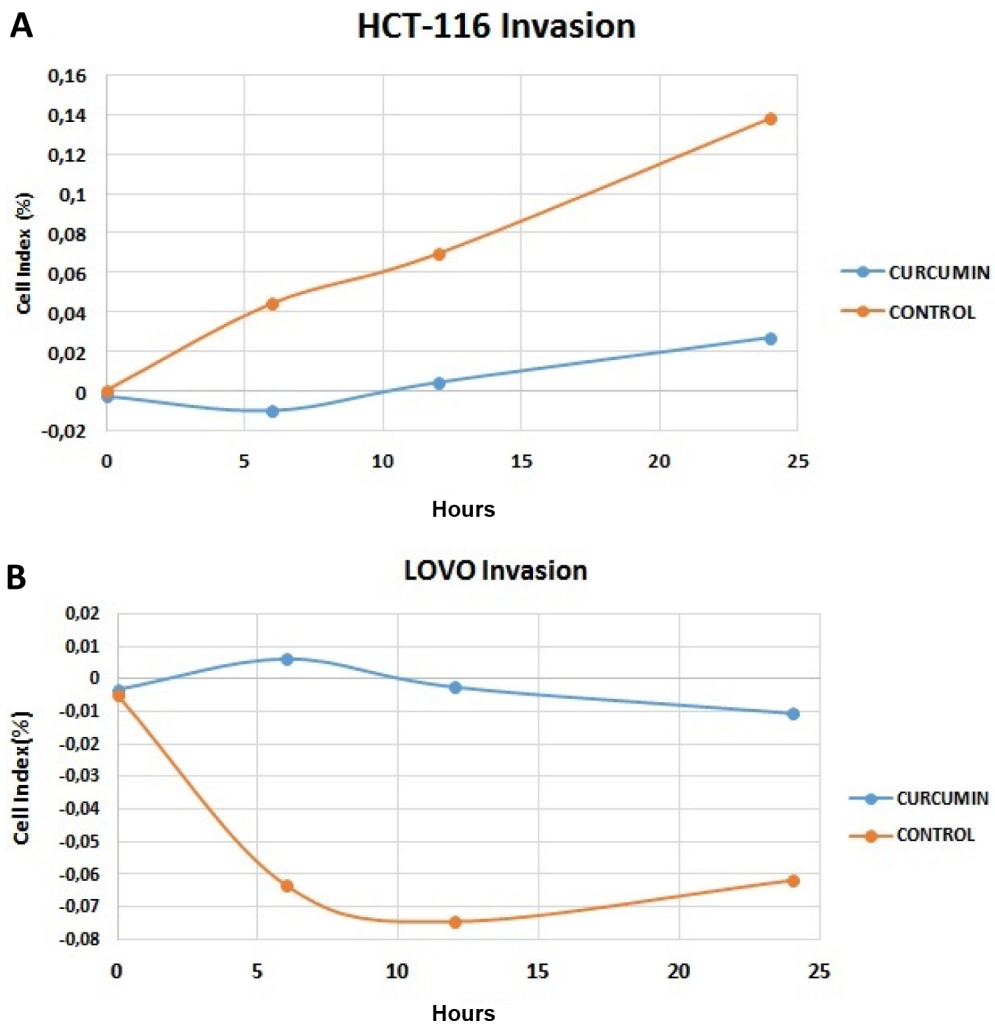 A
HCT-116 Invasion
0,16
0,14
0,12
0,1
0,08
0,06
0,04
0,02
0
-0,02
Cell Index (%)
0 5 10 15 20 25
Hours
CURCUMIN
CONTROL
B
LOVO Invasion
0,02
0,01
0
-0,01
-0,02
-0,03
-0,04
-0,05
-0,06
-0,07
-0,08
Cell Index(%)
0 5 10 15 20 25
Hours
CURCUMIN
CONTROL